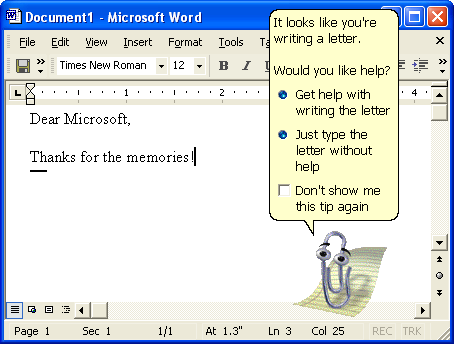 Document1 - Microsoft Word
File Edit View Insert Format Tools
Times New Roman 12 B I
1 2 4
Dear Microsoft,
Thanks for the memories!
It looks like you're
writing a letter.
Would you like help?
Get help with
writing the letter
Just type the
letter without
help
Don't show me
this tip again
Page 1 Sec 1 1/1 At 1.3" Ln 3 Col 25 REC TRK